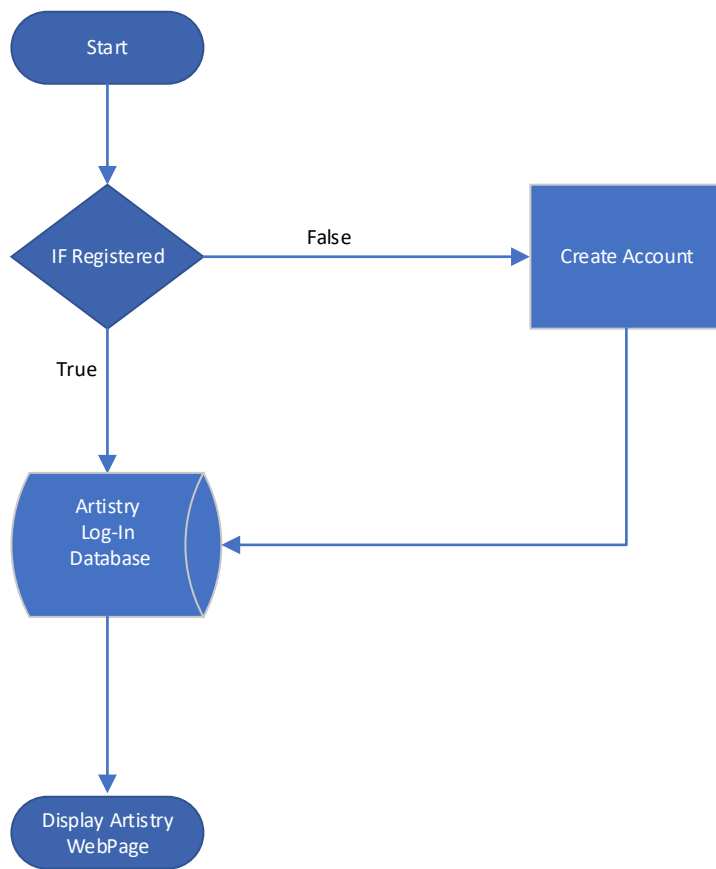 Start
IF Registered
False
Create Account
True
Artistry
Log-In
Database
Display Artistry
WebPage